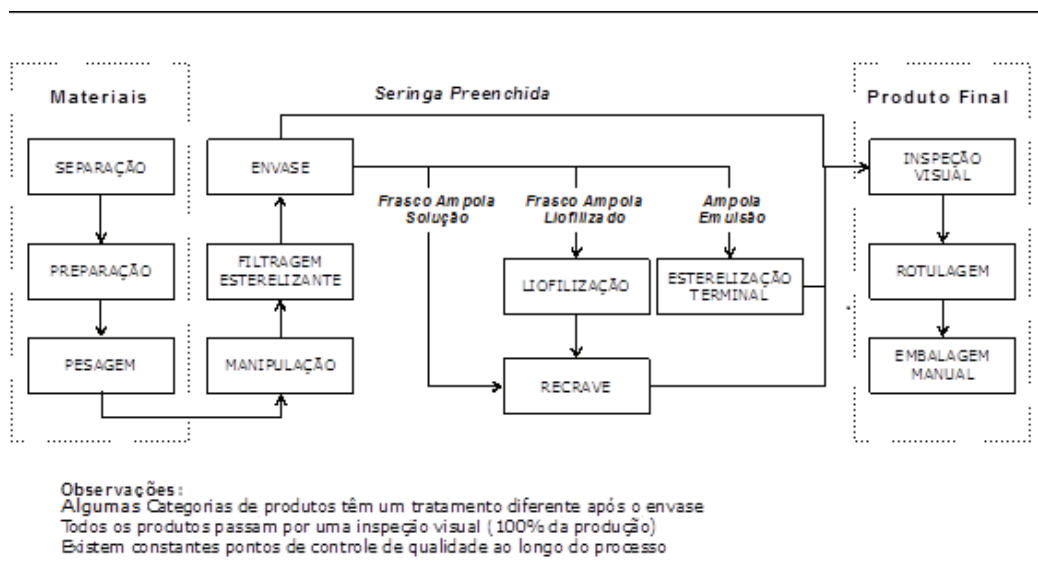 Materiais
SEPARAÇÃO
PREPARAÇÃO
PESAGEM
ENVASE
FILTRAGEM
ESTERELIZANTE
MANIPULAÇÃO
Seringa Preenchida
Frasco Ampola
Solução
Frasco Ampola
Liofilizado
Ampola
Emulsão
LIOFILIZAÇÃO
ESTERELIZAÇÃO
TERMINAL
RECRAVE
Produto Final
INSPEÇÃO
VISUAL
ROTULAGEM
EMBALAGEM
MANUAL
Observações:
Algumas Categorias de produtos têm um tratamento diferente após o envase
Todos os produtos passam por uma inspeção visual (100% da produção)
Existem constantes pontos de controle de qualidade ao longo do processo